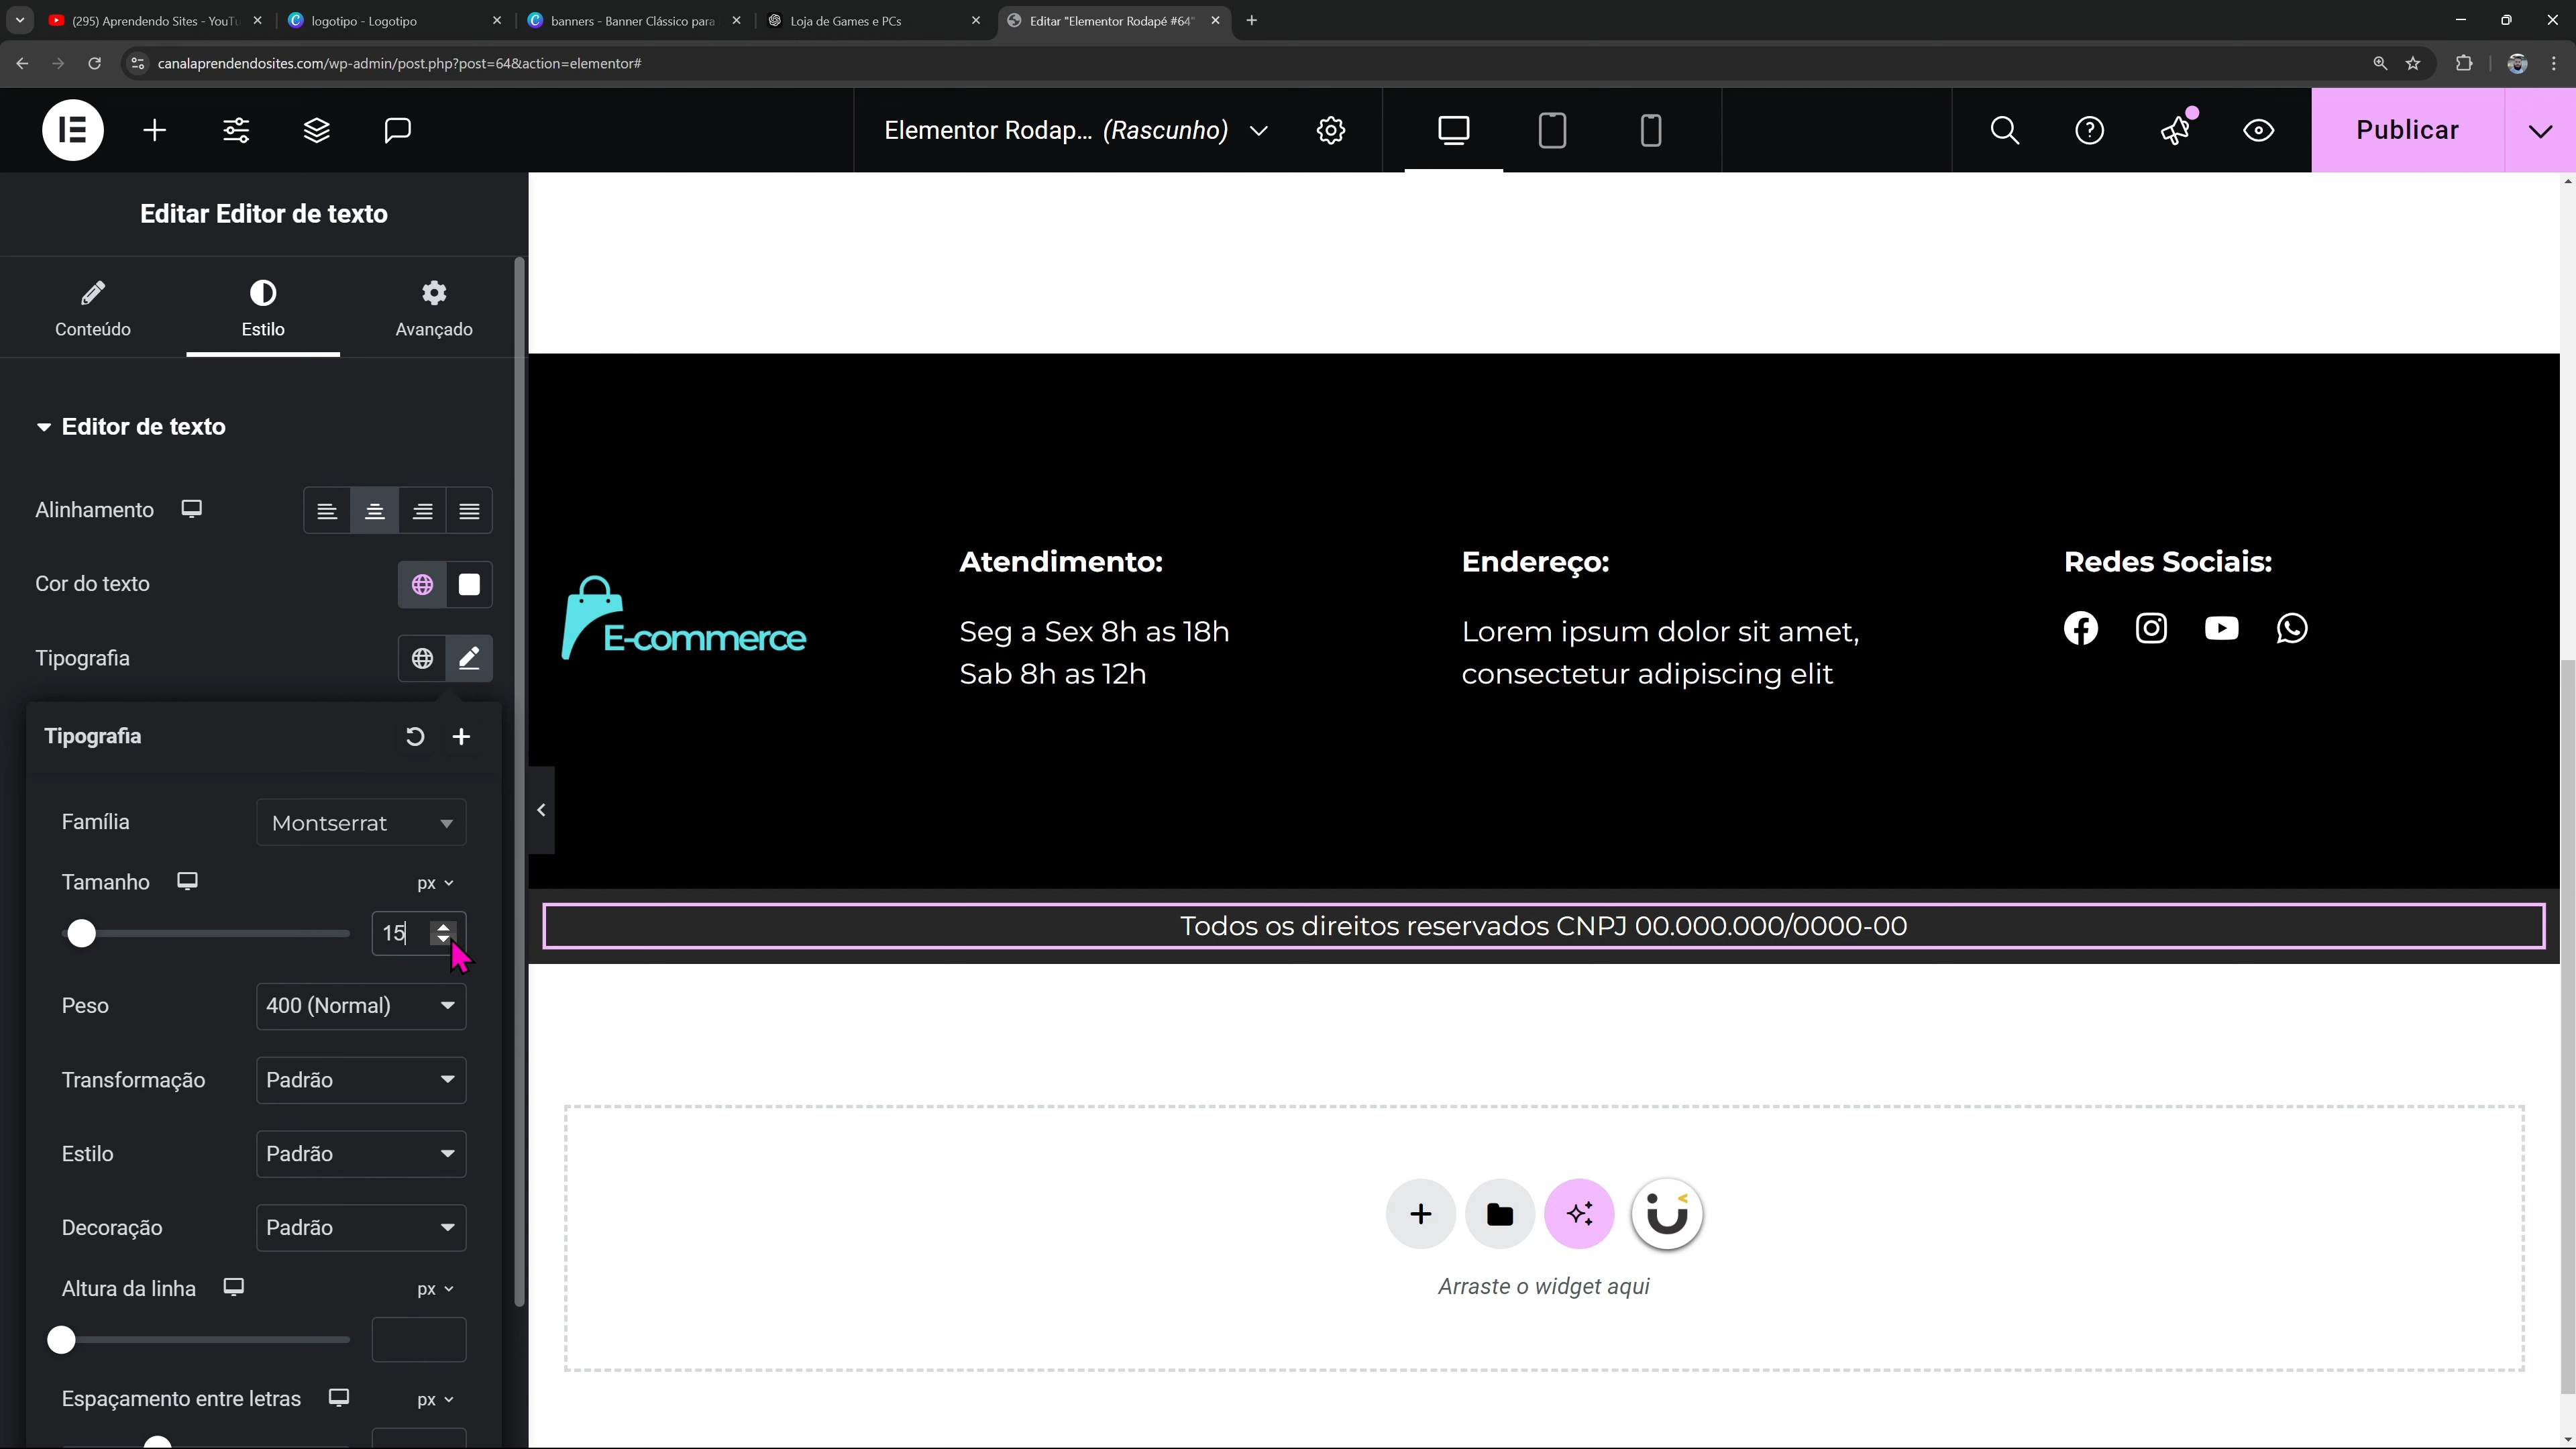 (295) Aprendendo Sites - YouTu
logotipo - Logotipo
banners - Banner Clássico para
Loja de Games e PCs
Editar "Elementor Rodapé #64"
canalaprendendosites.com/wp-admin/post.php?post=64&action=elementor#
Elementor Rodap... (Rascunho)
Publicar
Editar Editor de texto
Conteúdo
Estilo
Avançado
Editor de texto
Alinhamento
Cor do texto
Tipografia
Tipografia
Família
Montserrat
Tamanho
px
15
Peso
400 (Normal)
Transformação
Padrão
Estilo
Padrão
Decoração
Padrão
Altura da linha
px
Espaçamento entre letras
px
E-commerce
Atendimento:
Seg a Sex 8h as 18h
Sab 8h as 12h
Endereço:
Lorem ipsum dolor sit amet,
consectetur adipiscing elit
Redes Sociais:
Todos os direitos reservados CNPJ 00.000.000/0000-00
Arraste o widget aqui